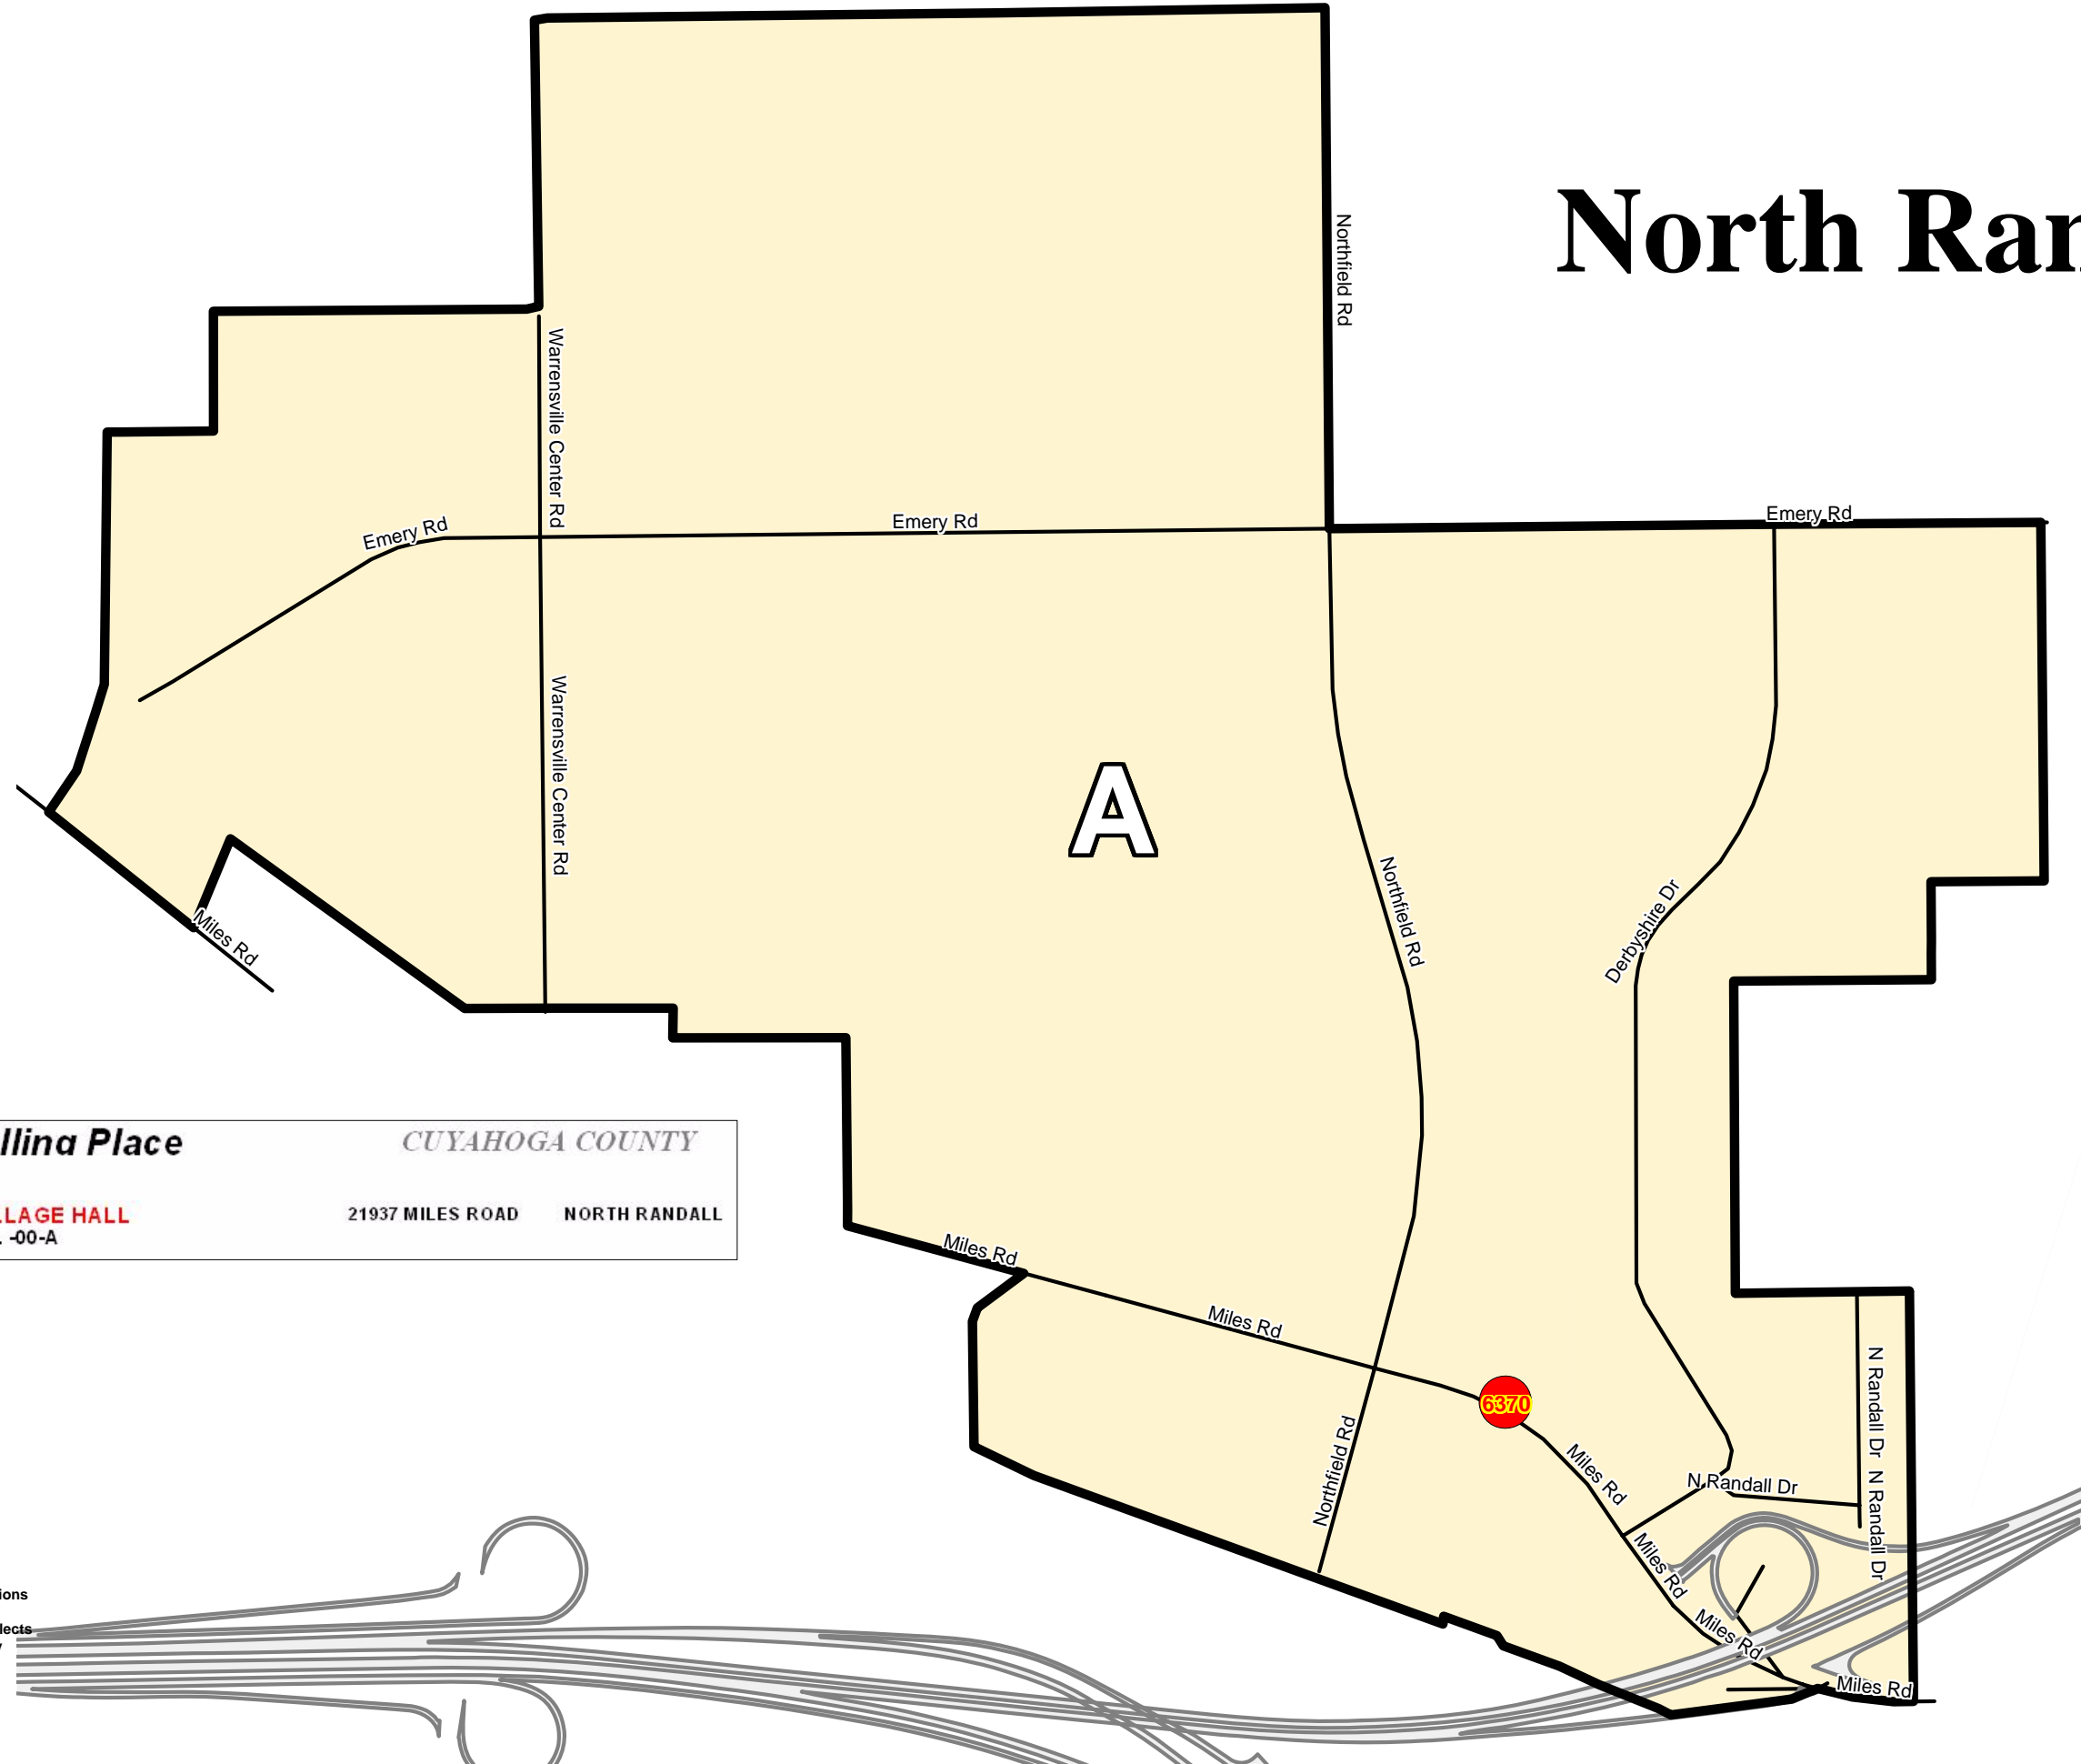 North Ran
Northfield Rd
Warrensville Center Rd
Emery Rd
Emery Rd
Emery Rd
Warrensville Center Rd
A
Northfield Rd
Derbyshire Dr
Miles Rd
lling Place
CUYAHOGA COUNTY
LLAGE HALL
21937 MILES ROAD
NORTH RANDALL
-00-A
Miles Rd
Miles Rd
6370
N Randall Dr
Northfield Rd
Miles Rd
N Randall Dr
N Randall Dr
Miles Rd
Miles Rd
Miles Rd
ions
lects